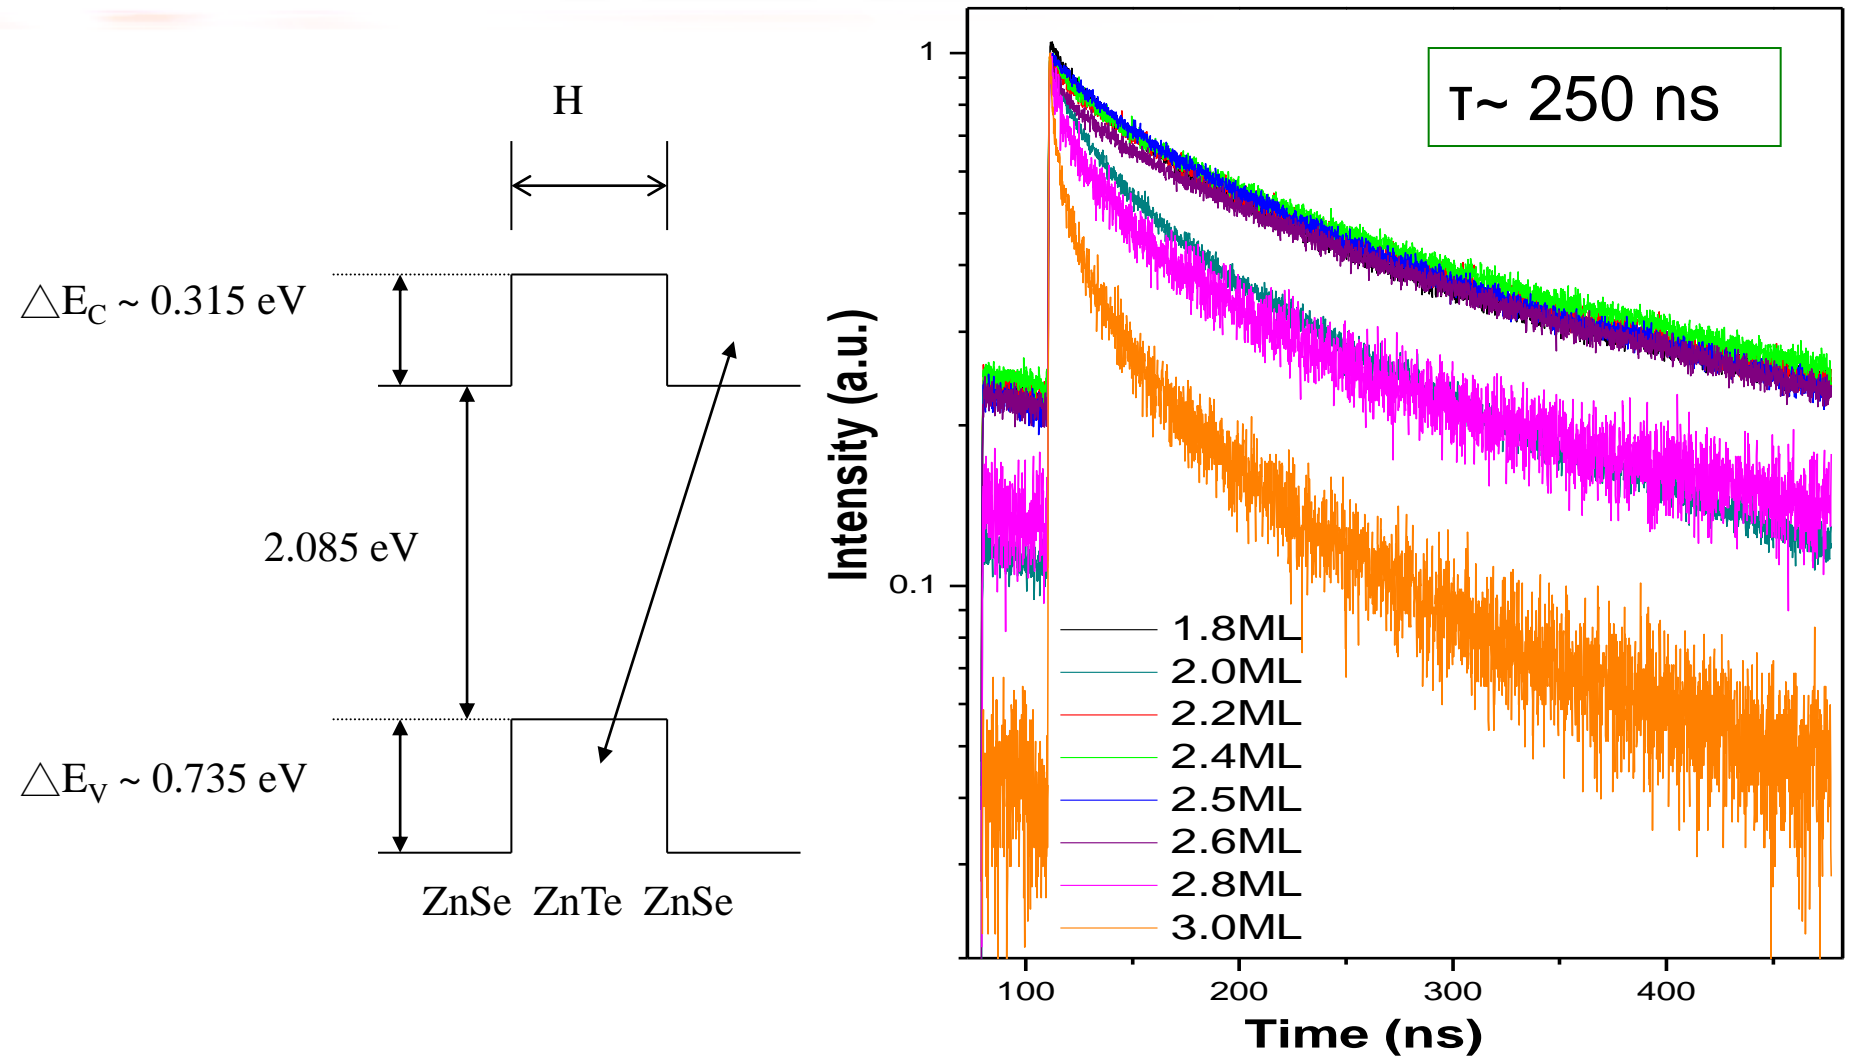 H
△EC ~ 0.315 eV
2.085 eV
△EV ~ 0.735 eV
ZnSe ZnTe ZnSe
τ~ 250 ns
Intensity (a.u.)
1
0.1
1.8ML
2.0ML
2.2ML
2.4ML
2.5ML
2.6ML
2.8ML
3.0ML
100 200 300 400
Time (ns)